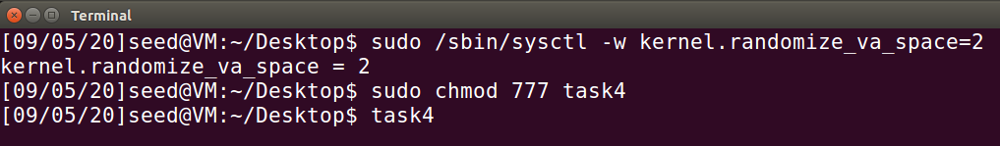 Terminal
[09/05/20]seed@VM:~/Desktop$ sudo /sbin/sysctl -w kernel.randomize_va_space=2
kernel.randomize_va_space = 2
[09/05/20]seed@VM:~/Desktop$ sudo chmod 777 task4
[09/05/20]seed@VM:~/Desktop$ task4